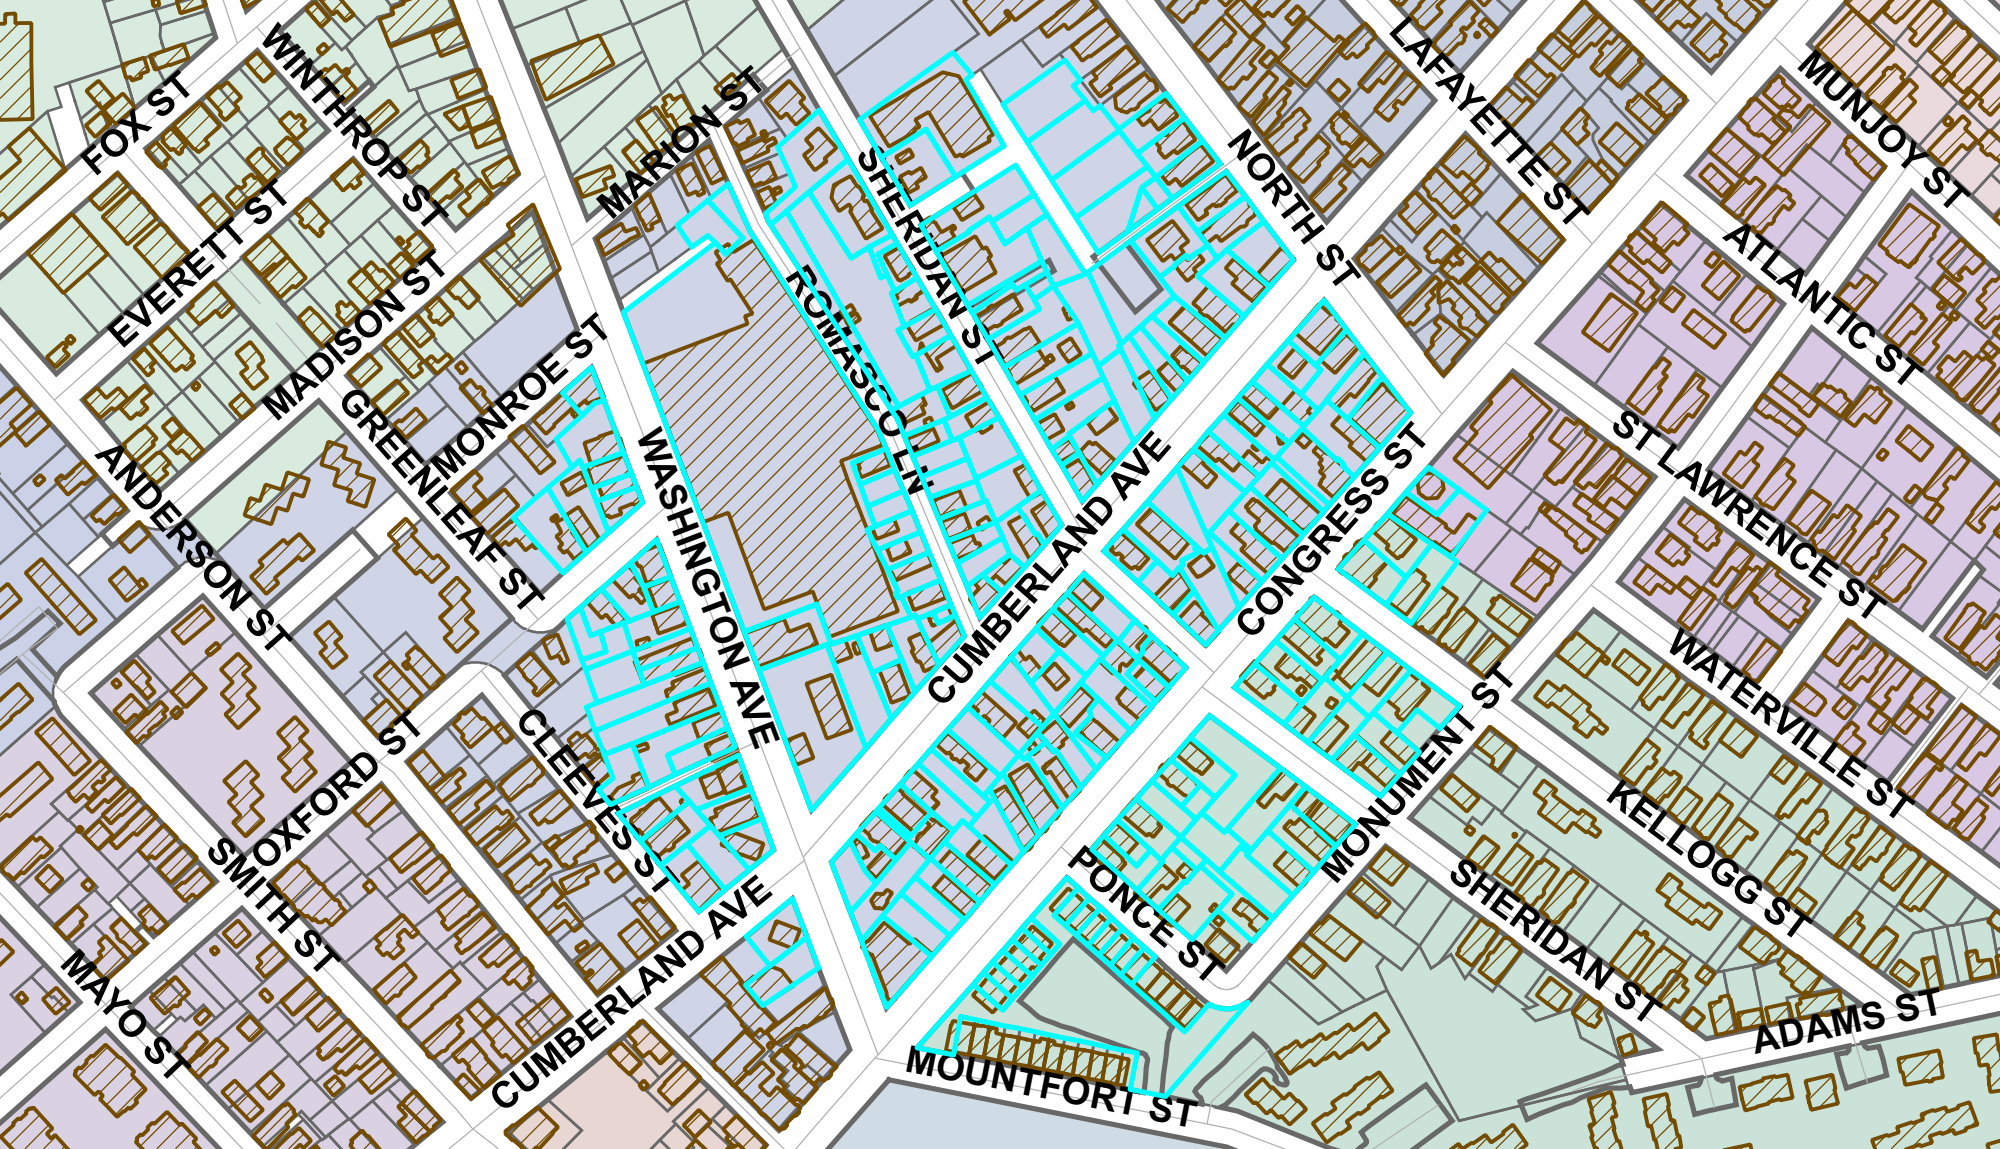 WINTHROP ST
FOX ST
MARION ST
LAFAYETTE ST
MUNJOY ST
EVERETT ST
SHERIDAN ST
NORTH ST
ATLANTIC ST
MADISON ST
ROMASCO LN
MONROE ST
GREENLEAF ST
ST LAWRENCE ST
ANDERSON ST
WASHINGTON AVE
CUMBERLAND AVE
CONGRESS ST
WATERVILLE ST
OXFORD ST
CLEEVES ST
MONUMENT ST
KELLOGG ST
SMITH ST
PONCE ST
SHERIDAN ST
CUMBERLAND AVE
MAYO ST
ADAMS ST
MOUNTFORT ST